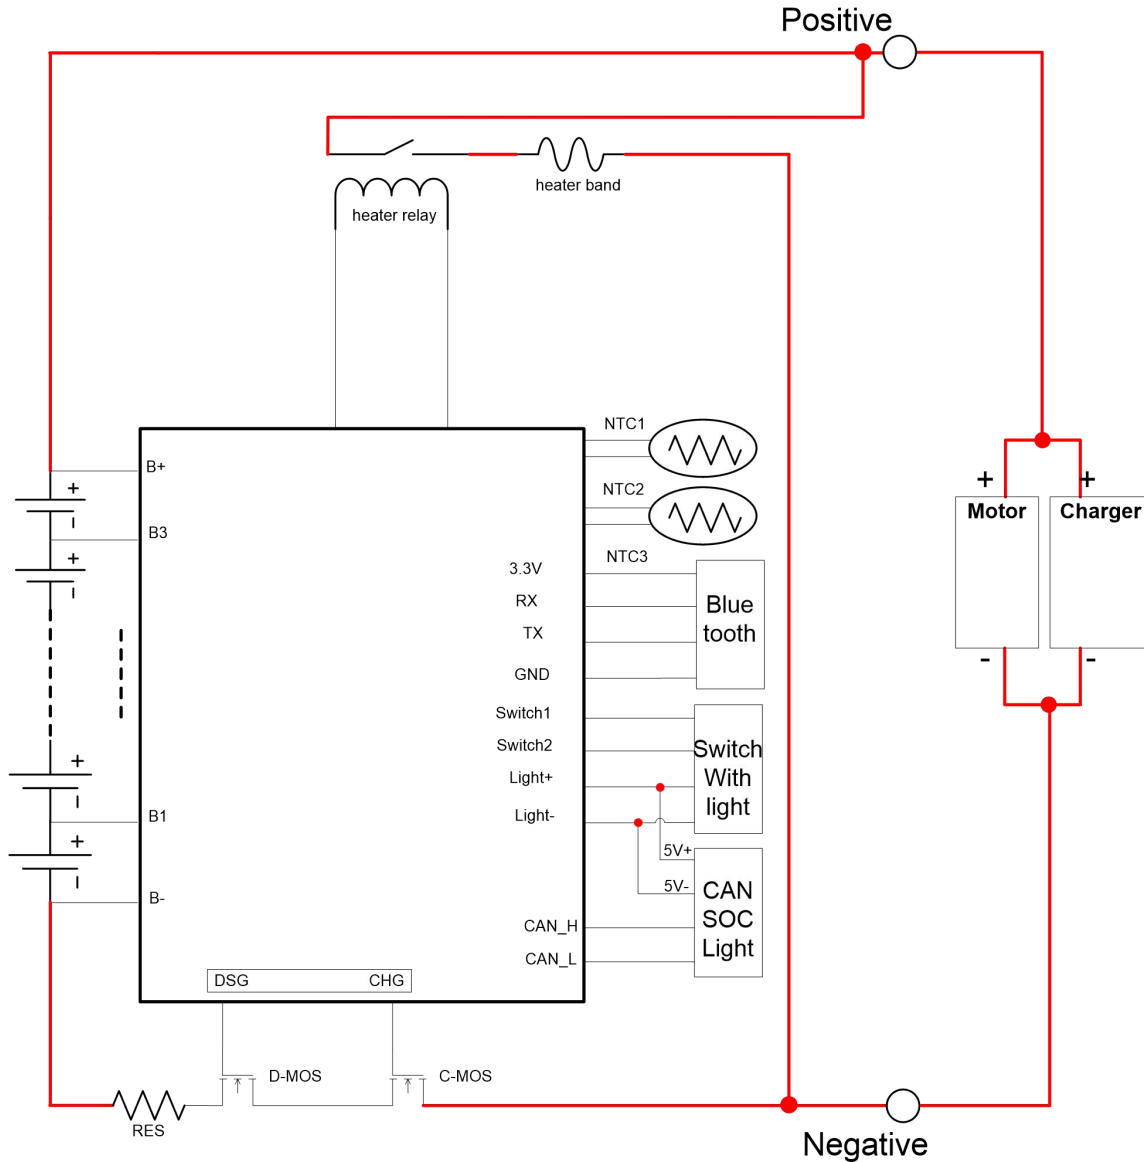 Positive
heater band
heater relay
NTC1
B+
+
NTC2
+
Motor
+
Charger
B3
NTC3
3.3V
+
RX
Blue
tooth
TX
-
-
GND
Switch1
Switch2
Switch
With
light
+
Light+
B1
Light-
+
5V+
5V-
CAN
SOC
Light
B-
CAN_H
CAN_L
DSG
CHG
D-MOS
C-MOS
RES
Negative